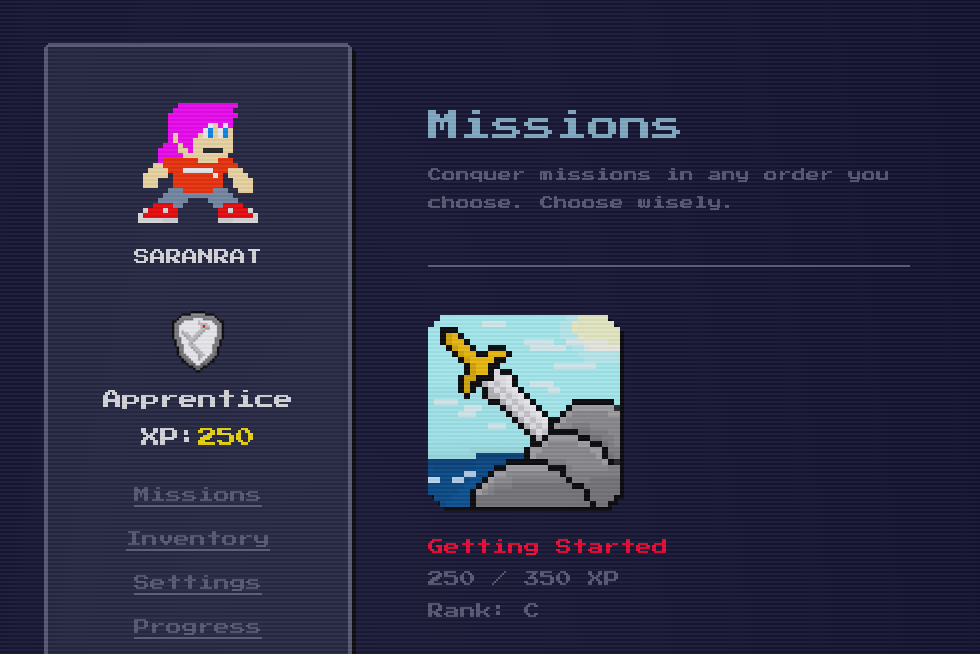 SARANRAT
Apprentice
XP:250
Missions
Inventory
Settings
Progress
Missions
Conquer missions in any order you
choose. Choose wisely.
Getting Started
250 / 350 XP
Rank: C